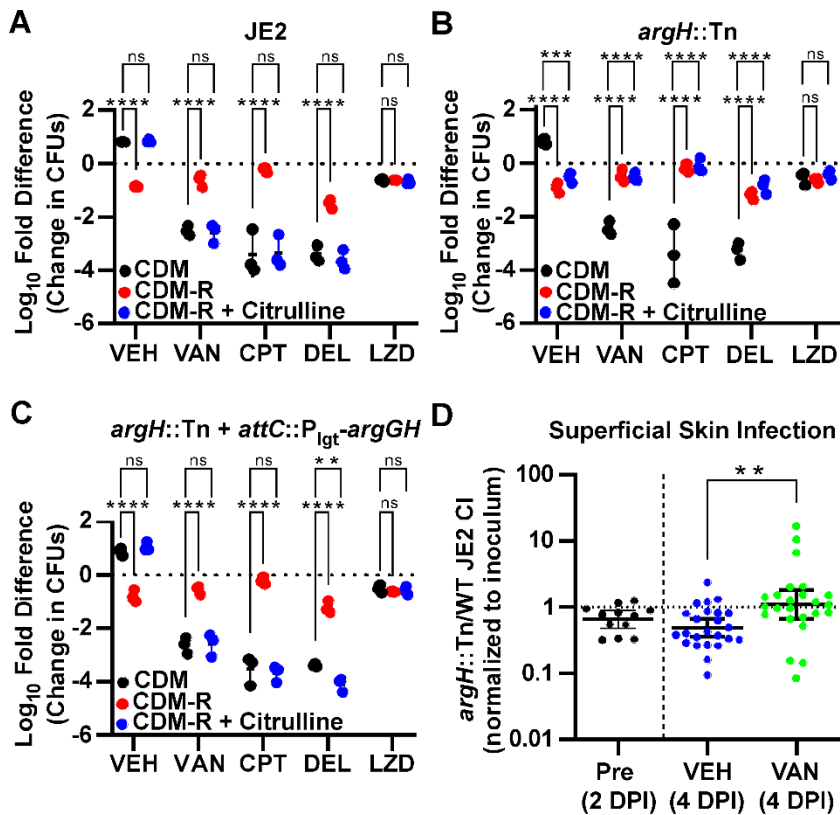 A
JE2
ns ns ns ns ns
**** **** **** **** ns
Log10 Fold Difference
(Change in CFUs)
2
0
-2
-4
-6
CDM
CDM-R
CDM-R + Citrulline
VEH VAN CPT DEL LZD
B
argH::Tn
*** **** **** **** ns
**** **** **** **** ns
Log10 Fold Difference
(Change in CFUs)
2
0
-2
-4
-6
CDM
CDM-R
CDM-R + Citrulline
VEH VAN CPT DEL LZD
C
argH::Tn + attC::Plgt-argGH
ns ns ns ** ns
**** **** **** **** ns
Log10 Fold Difference
(Change in CFUs)
2
0
-2
-4
-6
CDM
CDM-R
CDM-R + Citrulline
VEH VAN CPT DEL LZD
D
Superficial Skin Infection
**
argH::Tn/WT JE2 CI
(normalized to inoculum)
100
10
1
0.1
0.01
Pre VEH VAN
(2 DPI) (4 DPI) (4 DPI)